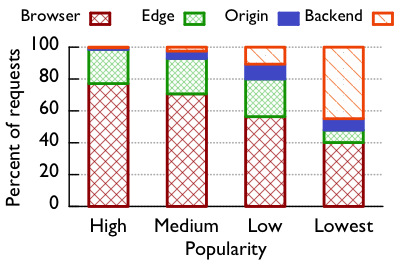 Browser Edge Origin Backend
100
80
60
40
20
0
Percent of requests
High Medium Low Lowest
Popularity